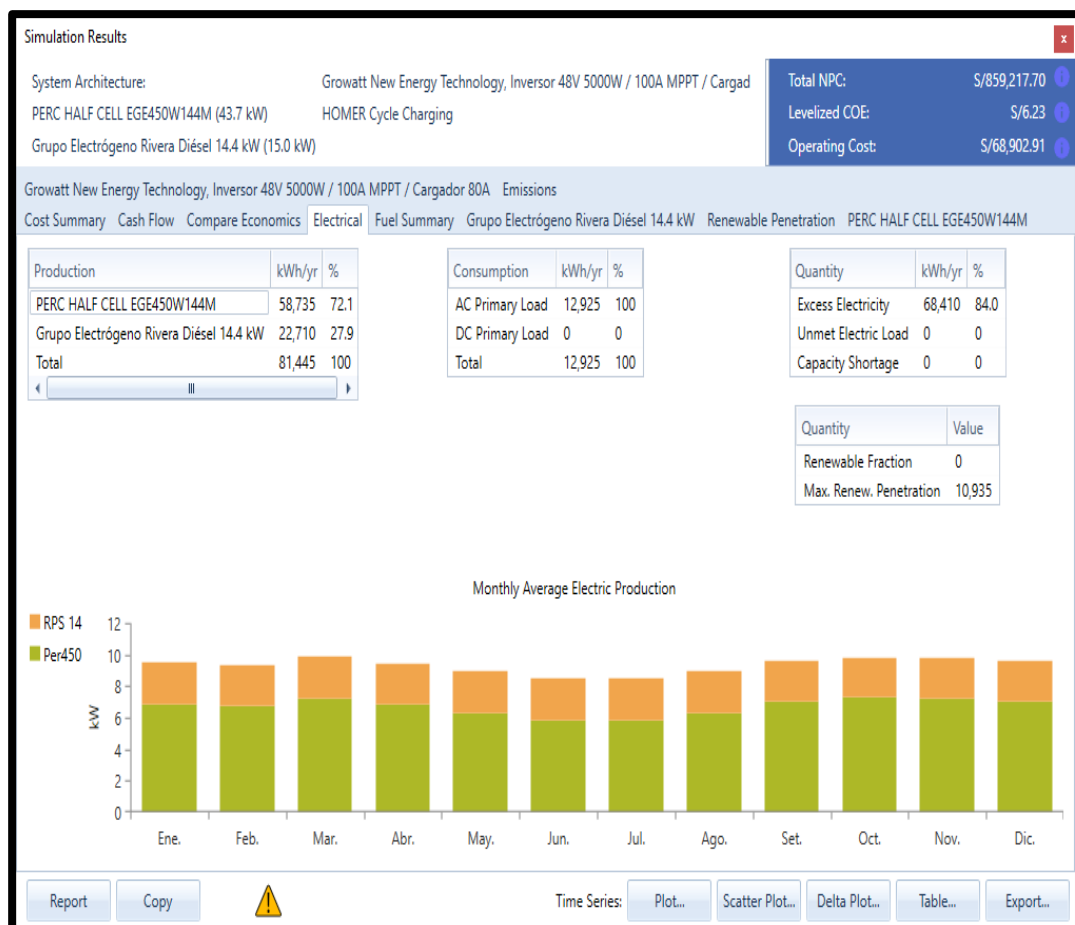 Simulation Results
x
System Architecture:
PERC HALF CELL EGE450W144M (43.7 kW)
Grupo Electrógeno Rivera Diésel 14.4 kW (15.0 kW)
Growatt New Energy Technology, Inversor 48V 5000W / 100A MPPT / Cargad
HOMER Cycle Charging
Total NPC: S/859,217.70
Levelized COE: S/6.23
Operating Cost: S/68,902.91
Growatt New Energy Technology, Inversor 48V 5000W / 100A MPPT / Cargador 80A Emissions
Cost Summary Cash Flow Compare Economics Electrical Fuel Summary Grupo Electrógeno Rivera Diésel 14.4 kW Renewable Penetration PERC HALF CELL EGE450W144M
Production kWh/yr %
PERC HALF CELL EGE450W144M 58,735 72.1
Grupo Electrógeno Rivera Diésel 14.4 kW 22,710 27.9
Total 81,445 100
Consumption kWh/yr %
AC Primary Load 12,925 100
DC Primary Load 0 0
Total 12,925 100
Quantity kWh/yr %
Excess Electricity 68,410 84.0
Unmet Electric Load 0 0
Capacity Shortage 0 0
Quantity Value
Renewable Fraction 0
Max. Renew. Penetration 10,935
Monthly Average Electric Production
RPS 14
Per450
kW
12
10
8
6
4
2
0
Ene. Feb. Mar. Abr. May. Jun. Jul. Ago. Set. Oct. Nov. Dic.
Report Copy Time Series: Plot... Scatter Plot... Delta Plot... Table... Export...